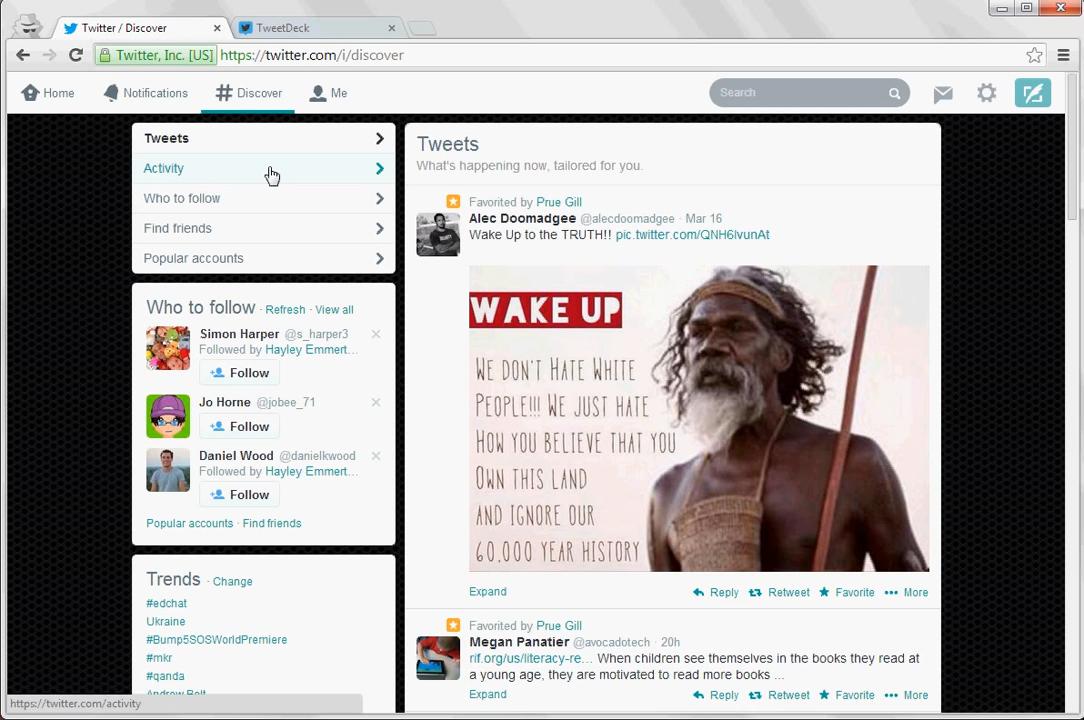 Twitter / Discover
TweetDeck
Twitter, Inc. [US] https://twitter.com/i/discover
Home
Notifications
Discover
Me
Search
Tweets
Activity
Who to follow
Find friends
Popular accounts
Who to follow · Refresh · View all
Simon Harper @s_harper3
Followed by Hayley Emmert...
Follow
Jo Horne @jobee_71
Follow
Daniel Wood @danielkwood
Followed by Hayley Emmert...
Follow
Popular accounts · Find friends
Trends · Change
#edchat
Ukraine
#Bump5SOSWorldPremiere
#mkr
#qanda
Andrew Bolt
https://twitter.com/activity
Tweets
What's happening now, tailored for you.
Favorited by Prue Gill
Alec Doomadgee @alecdoomadgee · Mar 16
Wake Up to the TRUTH!! pic.twitter.com/QNH6IvunAt
WAKE UP
WE DON'T HATE WHITE
PEOPLE!!! WE JUST HATE
HOW YOU BELIEVE THAT YOU
OWN THIS LAND
AND IGNORE OUR
60,000 YEAR HISTORY
Expand
Reply Retweet Favorite More
Favorited by Prue Gill
Megan Panatier @avocadotech · 20h
rif.org/us/literacy-re... When children see themselves in the books they read at
a young age, they are motivated to read more books ...
Expand
Reply Retweet Favorite More